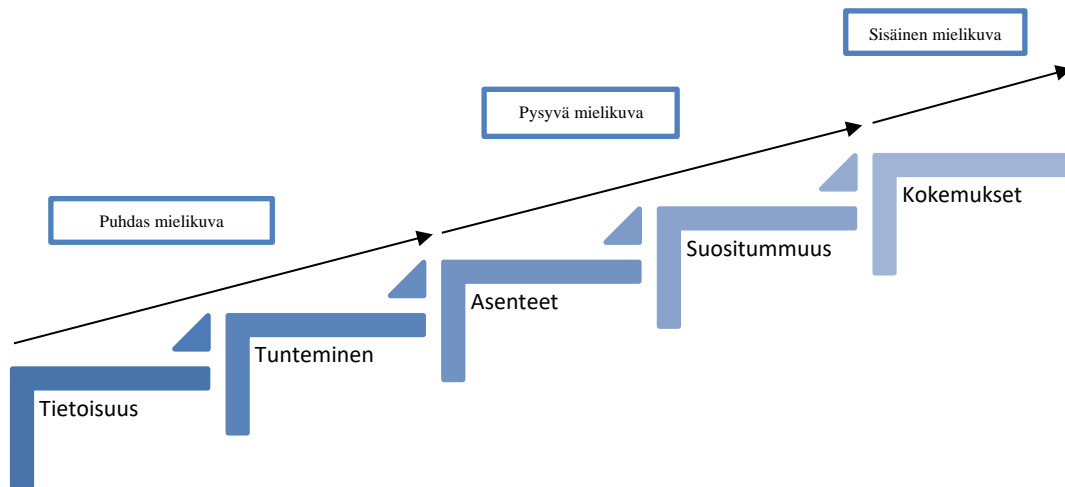 Sisäinen mielikuva
Pysyvä mielikuva
Puhdas mielikuva
Kokemukset
Suositummuus
Asenteet
Tunteminen
Tietoisuus